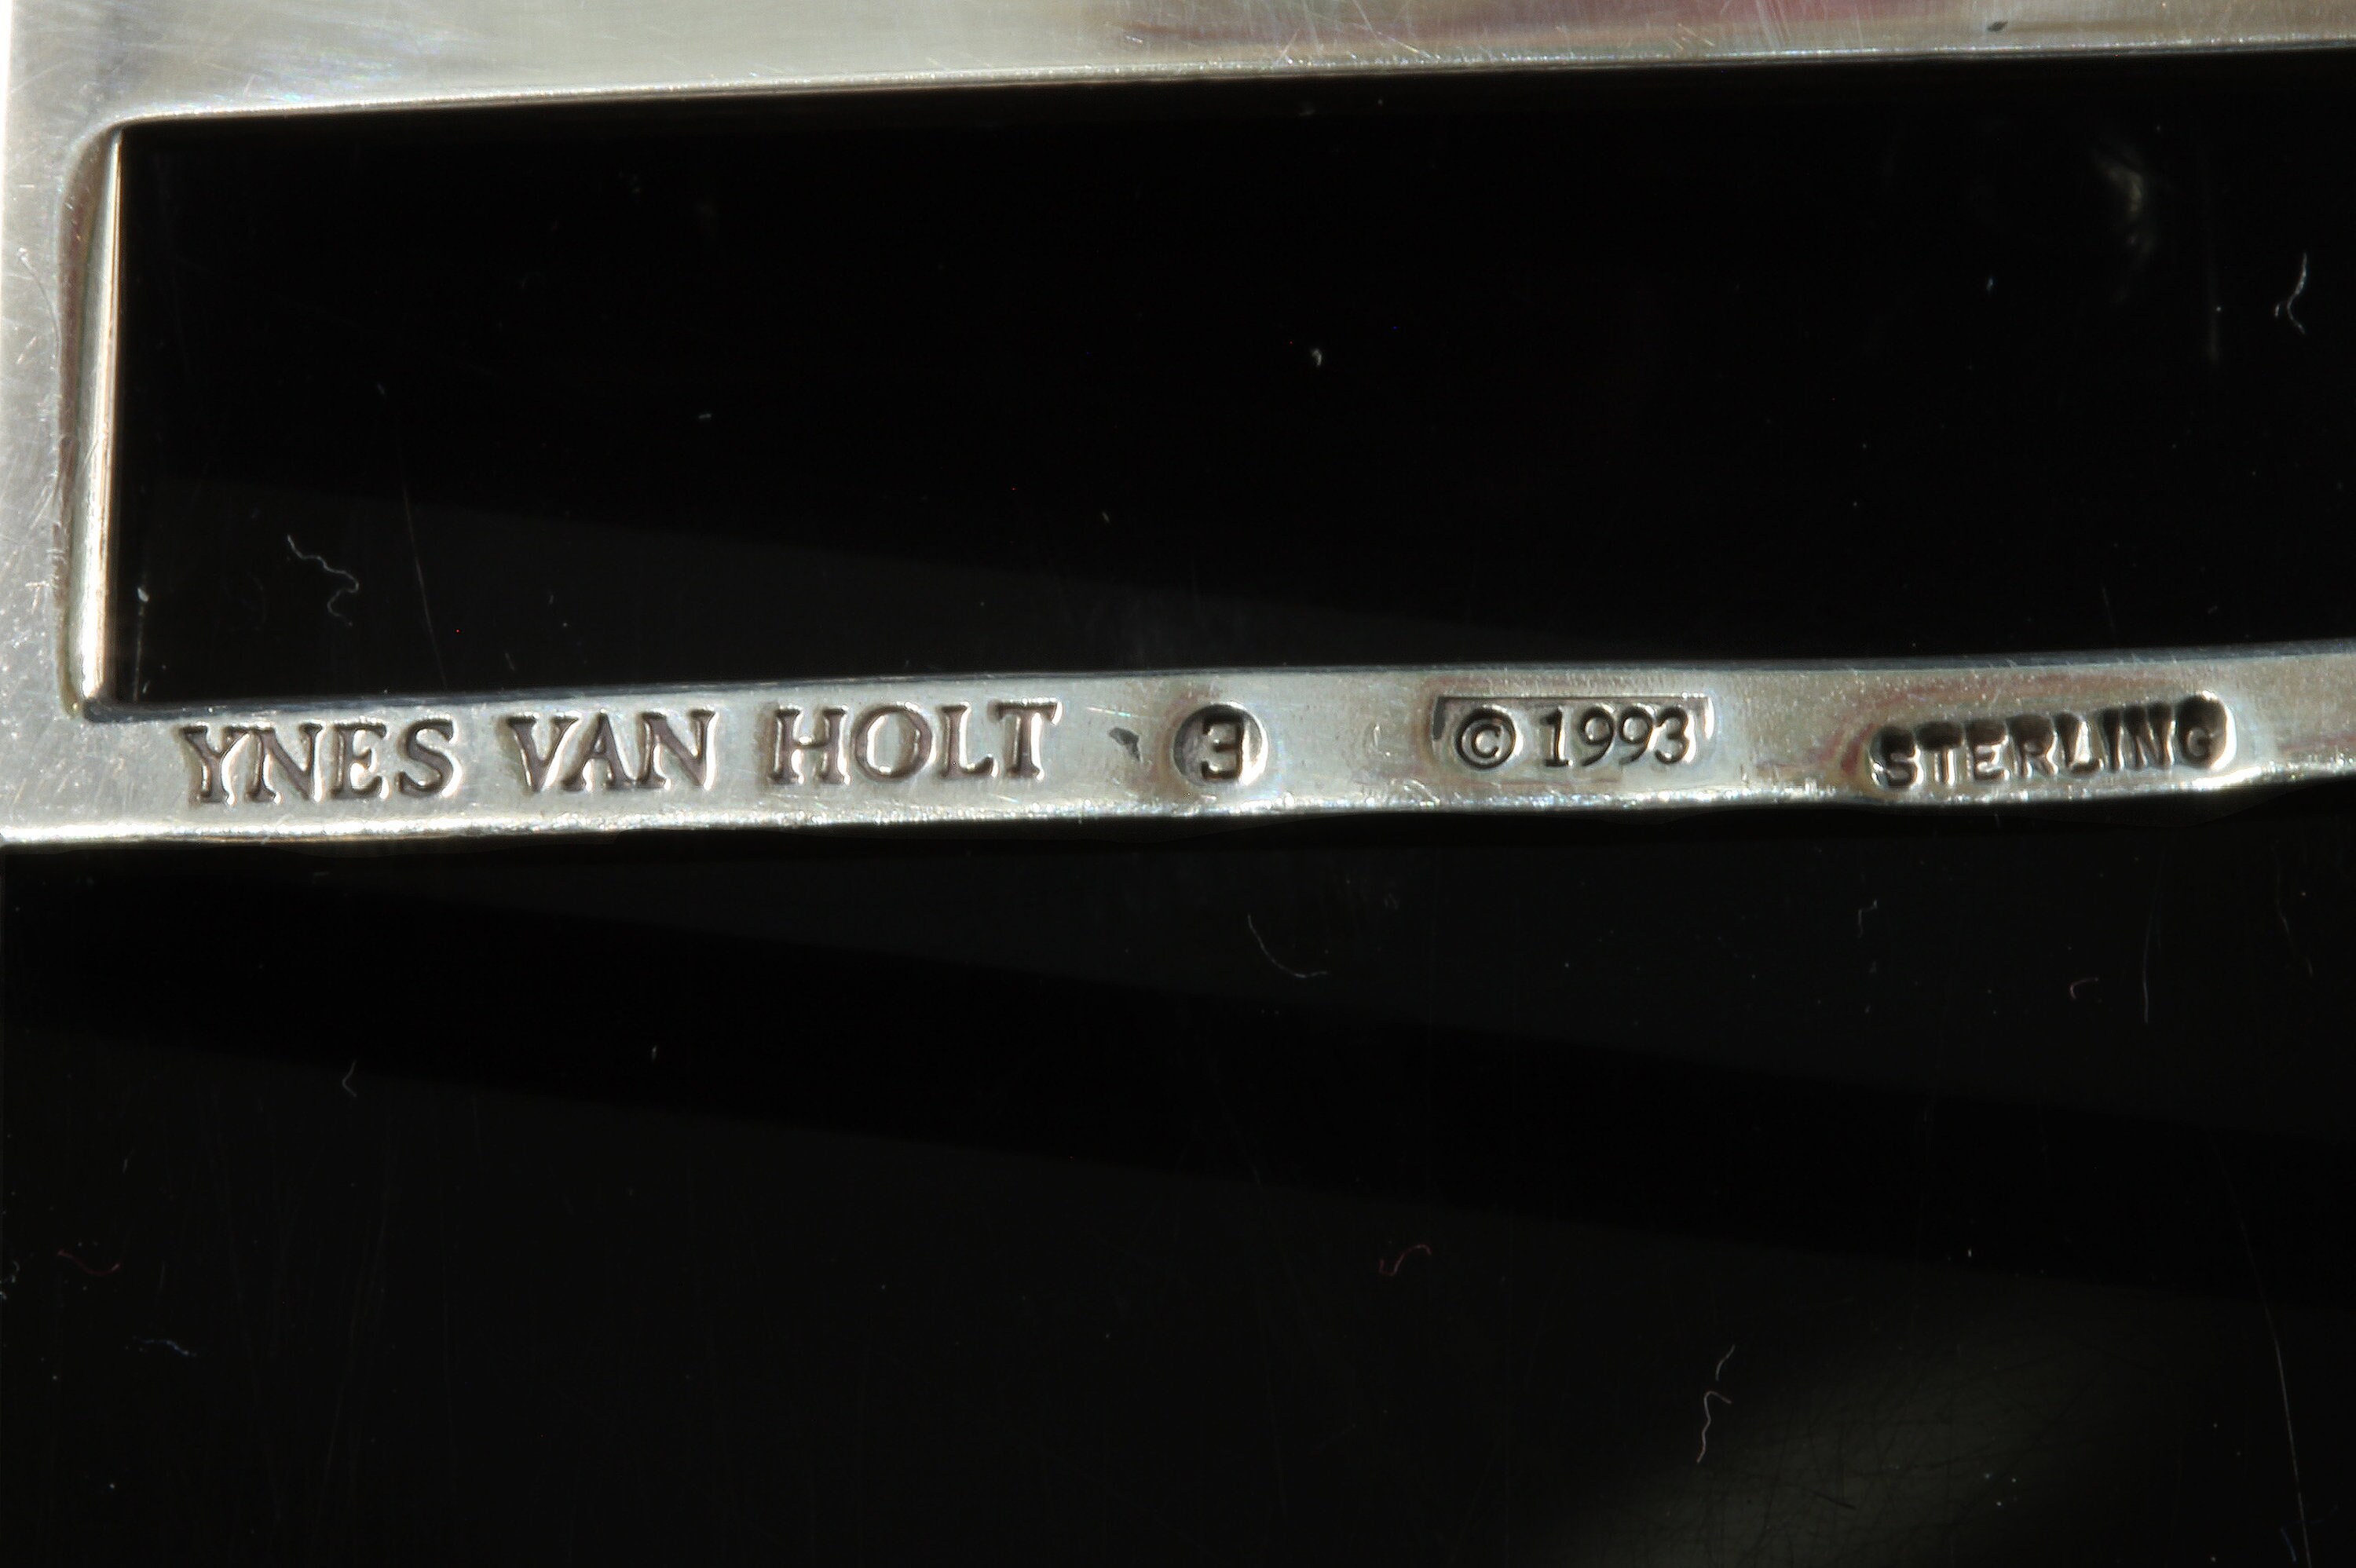 YNES VAN HOLT 3 © 1993 STERLING